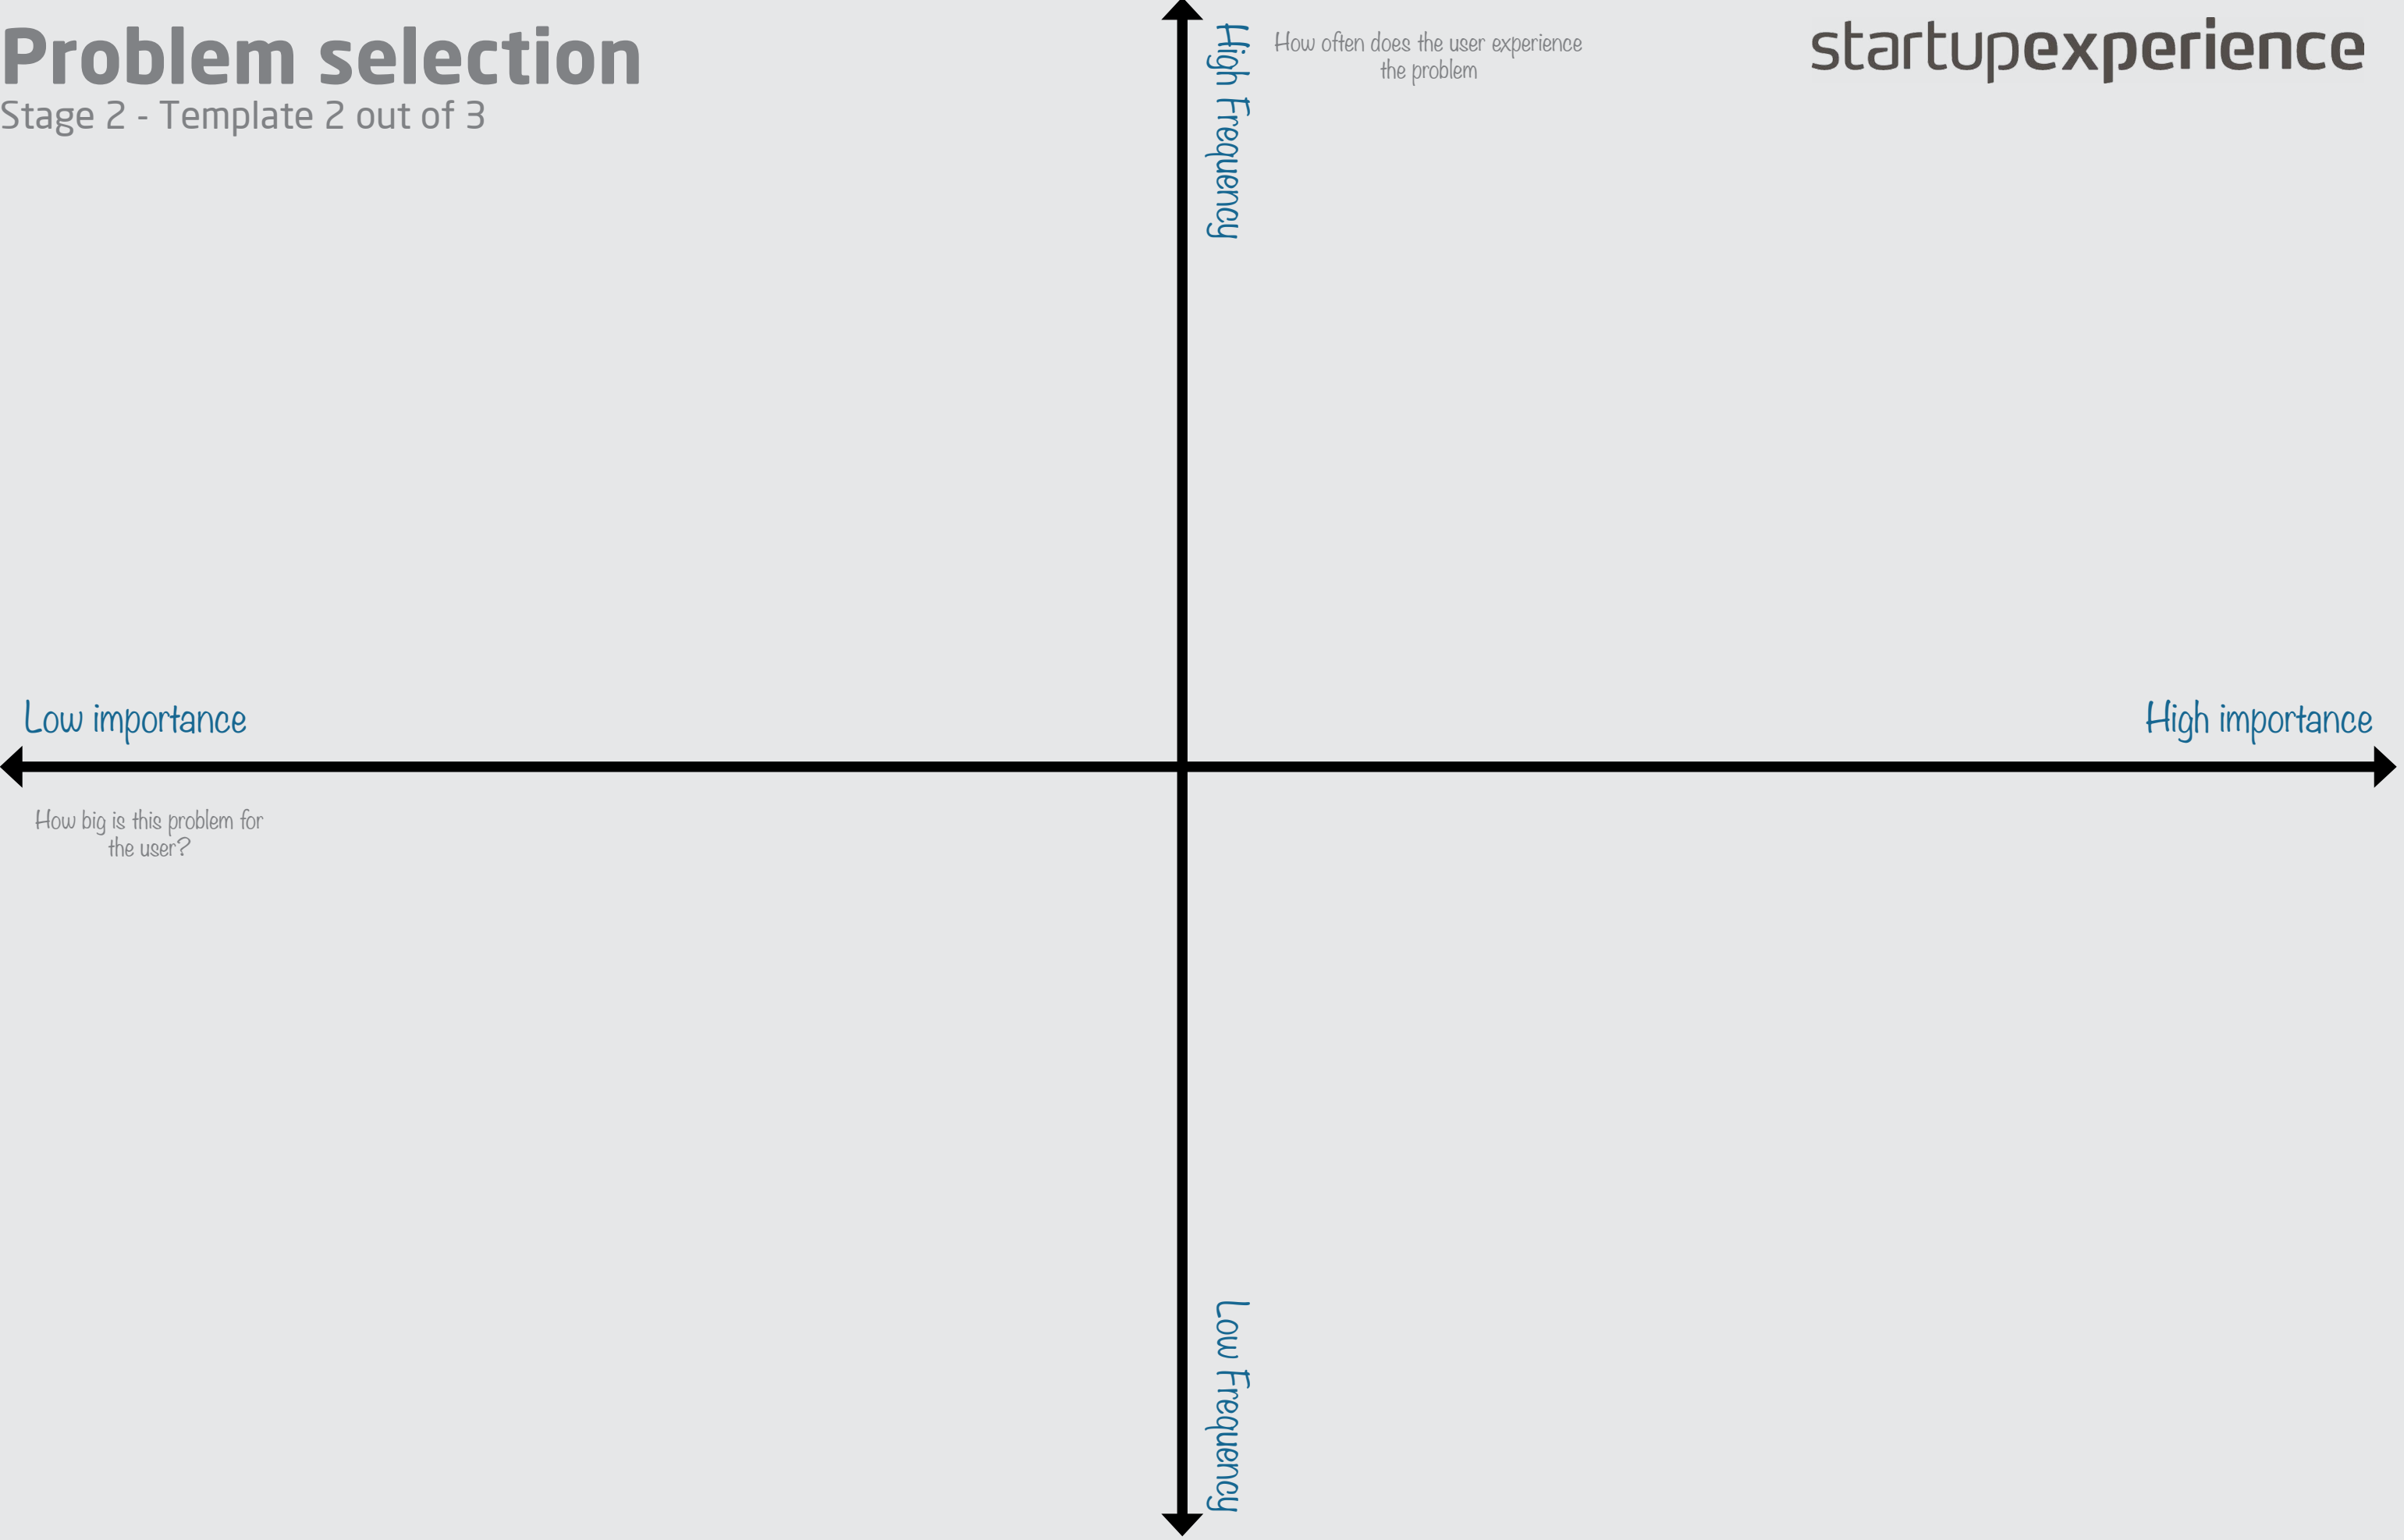 Problem selection
Stage 2 - Template 2 out of 3
High Frequency
How often does the user experience
the problem
startupexperience
Low importance
High importance
How big is this problem for
the user?
Low Frequency